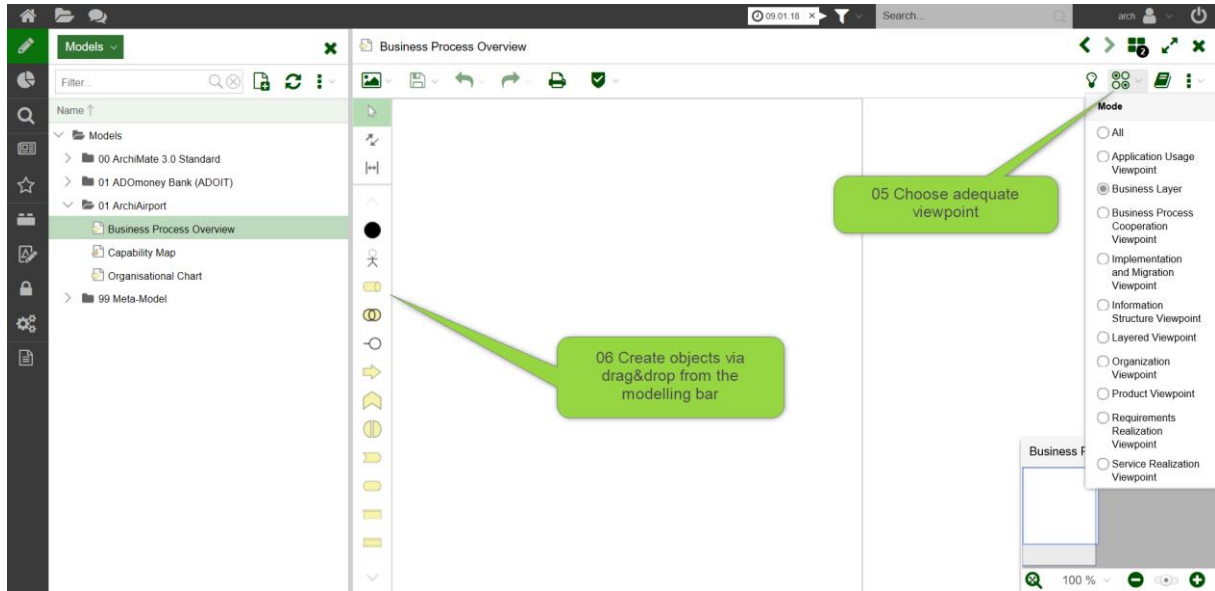 09.01.18
Search...
arch
Models
Business Process Overview
2
Filter...
Name
Mode
Models
00 ArchiMate 3.0 Standard
01 ADOmoney Bank (ADOIT)
01 ArchiAirport
Business Process Overview
Capability Map
Organisational Chart
99 Meta-Model
05 Choose adequate
viewpoint
06 Create objects via
drag&drop from the
modelling bar
All
Application Usage
Viewpoint
Business Layer
Business Process
Cooperation
Viewpoint
Implementation
and Migration
Viewpoint
Information
Structure Viewpoint
Layered Viewpoint
Organization
Viewpoint
Product Viewpoint
Requirements
Realization
Viewpoint
Service Realization
Viewpoint
Business P
100 %